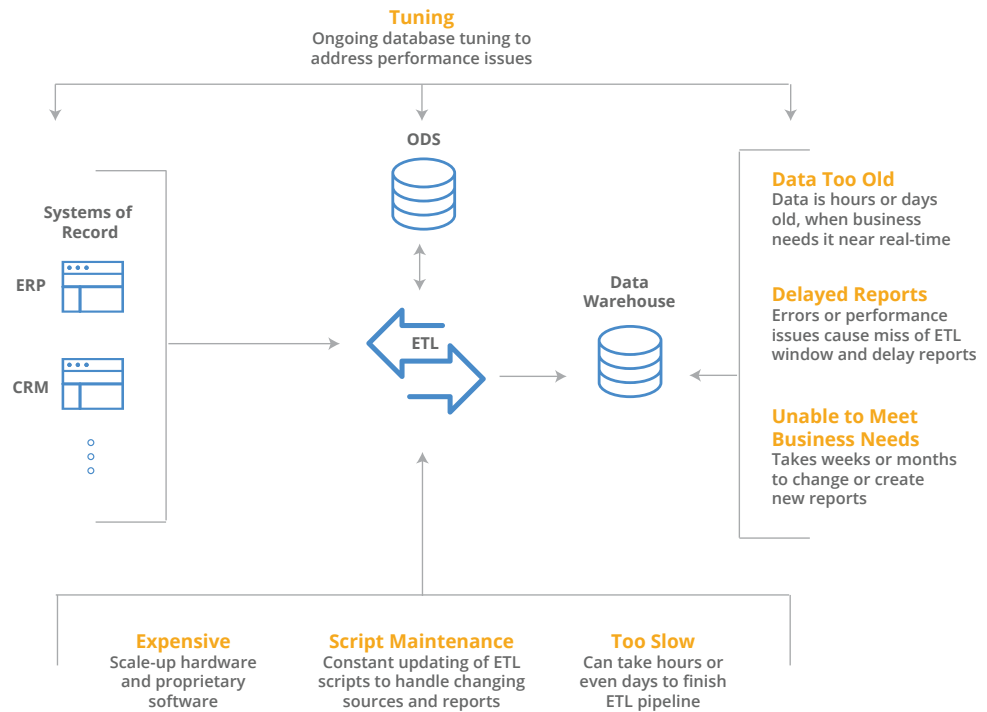 Tuning
Ongoing database tuning to
address performance issues
ODS
Systems of
Record
ERP
CRM
ETL
Data
Warehouse
Data Too Old
Data is hours or days
old, when business
needs it near real-time
Delayed Reports
Errors or performance
issues cause miss of ETL
window and delay reports
Unable to Meet
Business Needs
Takes weeks or months
to change or create
new reports
Expensive
Scale-up hardware
and proprietary
software
Script Maintenance
Constant updating of ETL
scripts to handle changing
sources and reports
Too Slow
Can take hours or
even days to finish
ETL pipeline